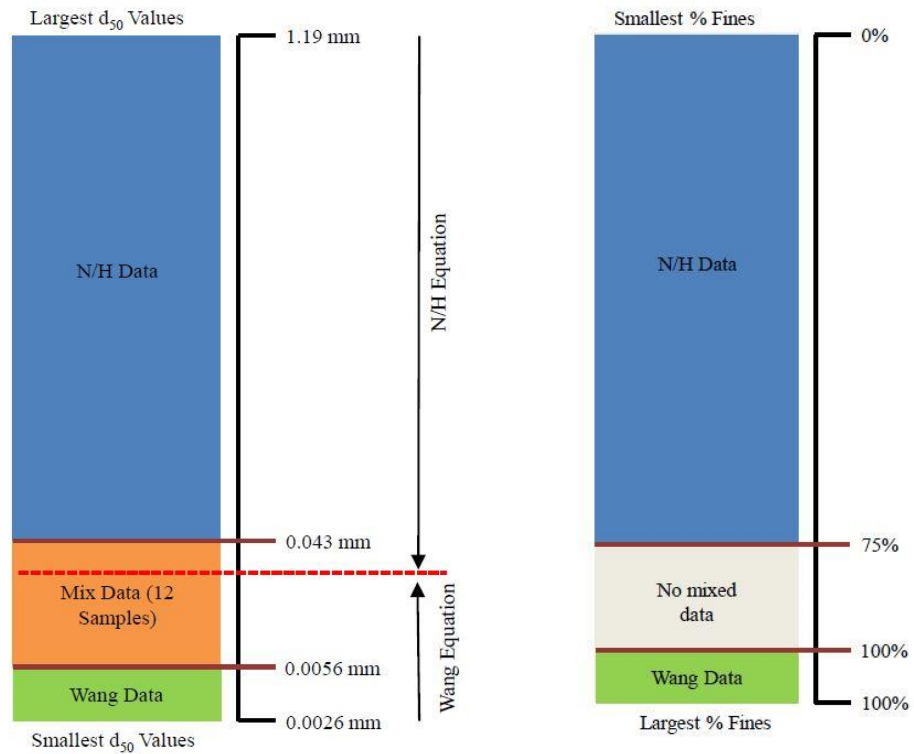 Largest d50 Values
1.19 mm
N/H Data
N/H Equation
0.043 mm
Mix Data (12
Samples)
0.0056 mm
Wang Data
Wang Equation
0.0026 mm
Smallest d50 Values
Smallest % Fines
0%
N/H Data
75%
No mixed
data
100%
Wang Data
100%
Largest % Fines